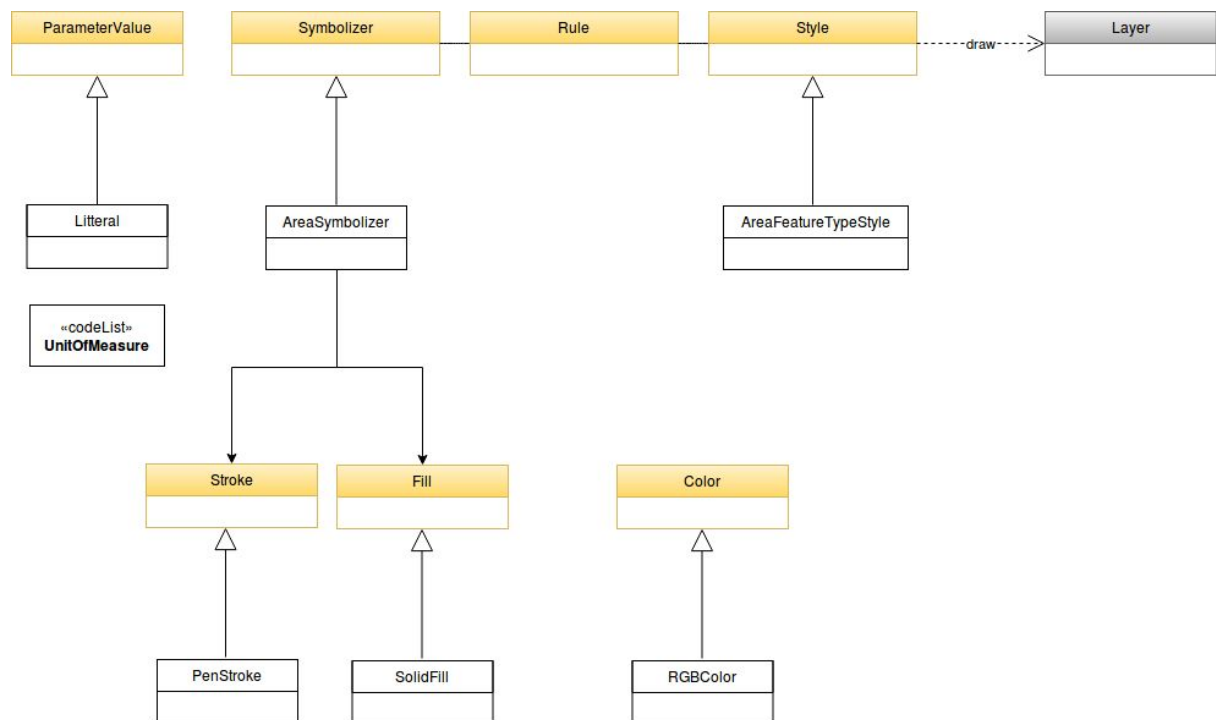 ParameterValue
Symbolizer
Rule
Style
draw
Layer
Litteral
AreaSymbolizer
AreaFeatureTypeStyle
«codeList»
UnitOfMeasure
Stroke
Fill
Color
PenStroke
SolidFill
RGBColor